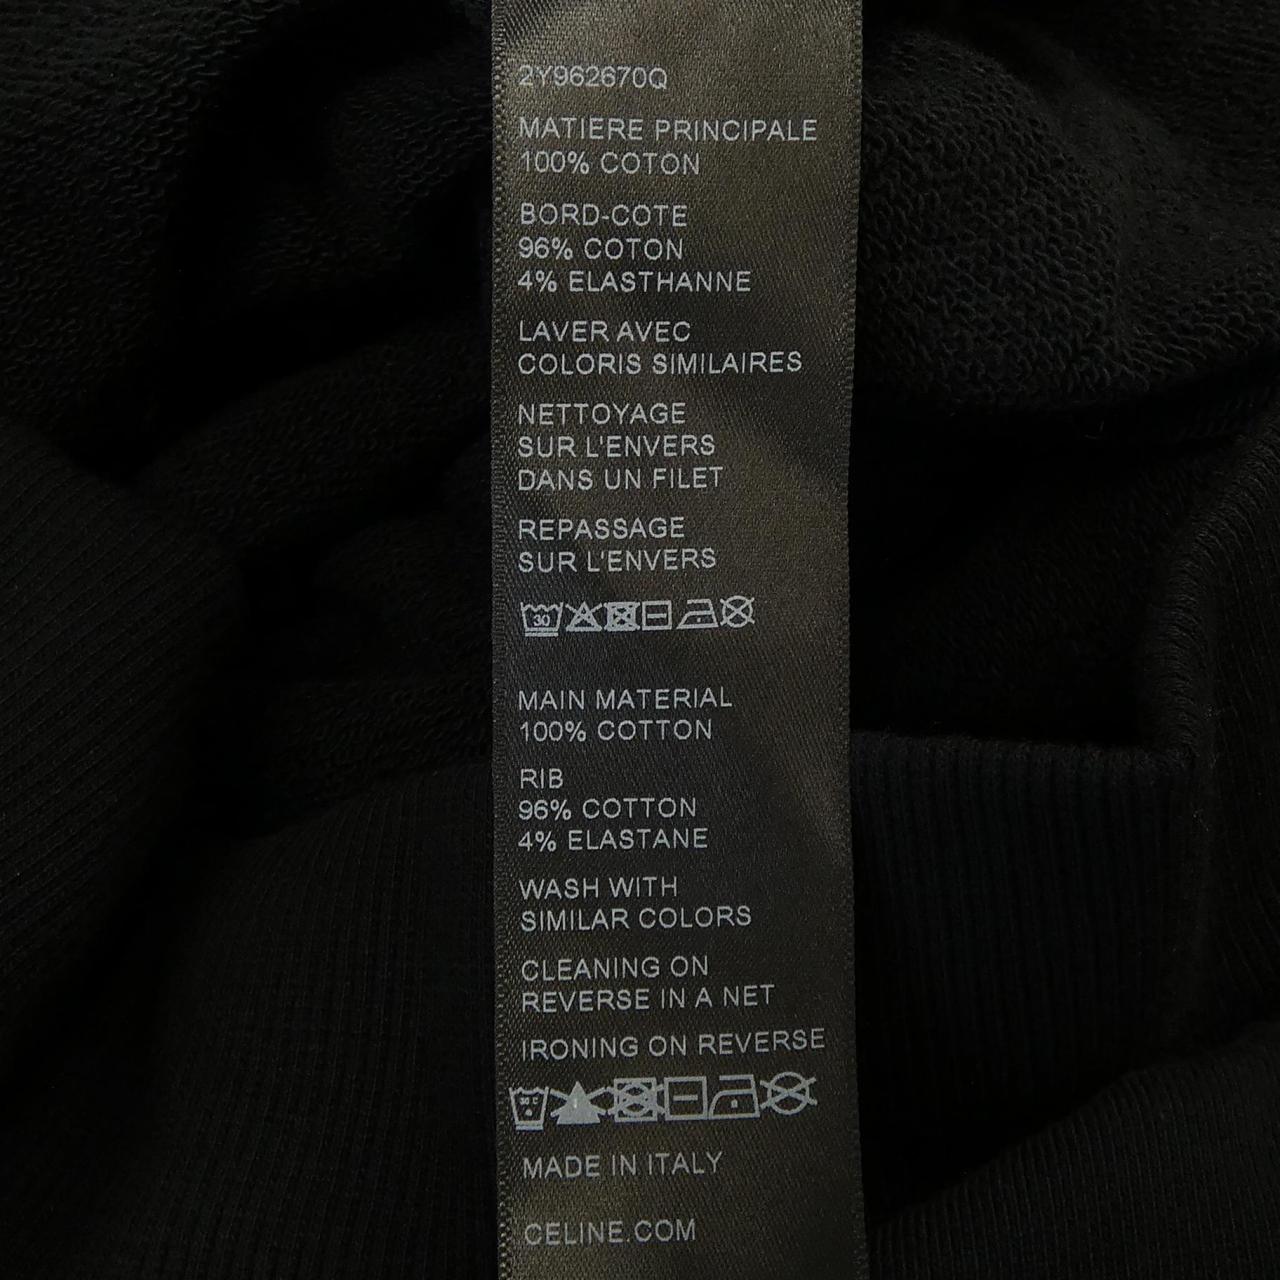 2Y962670Q
MATIERE PRINCIPALE
100% COTON
BORD-COTE
96% COTON
4% ELASTHANNE
LAVER AVEC
COLORIS SIMILAIRES
NETTOYAGE
SUR L'ENVERS
DANS UN FILET
REPASSAGE
SUR L'ENVERS
30
MAIN MATERIAL
100% COTTON
RIB
96% COTTON
4% ELASTANE
WASH WITH
SIMILAR COLORS
CLEANING ON
REVERSE IN A NET
IRONING ON REVERSE
30 C
MADE IN ITALY
CELINE.COM